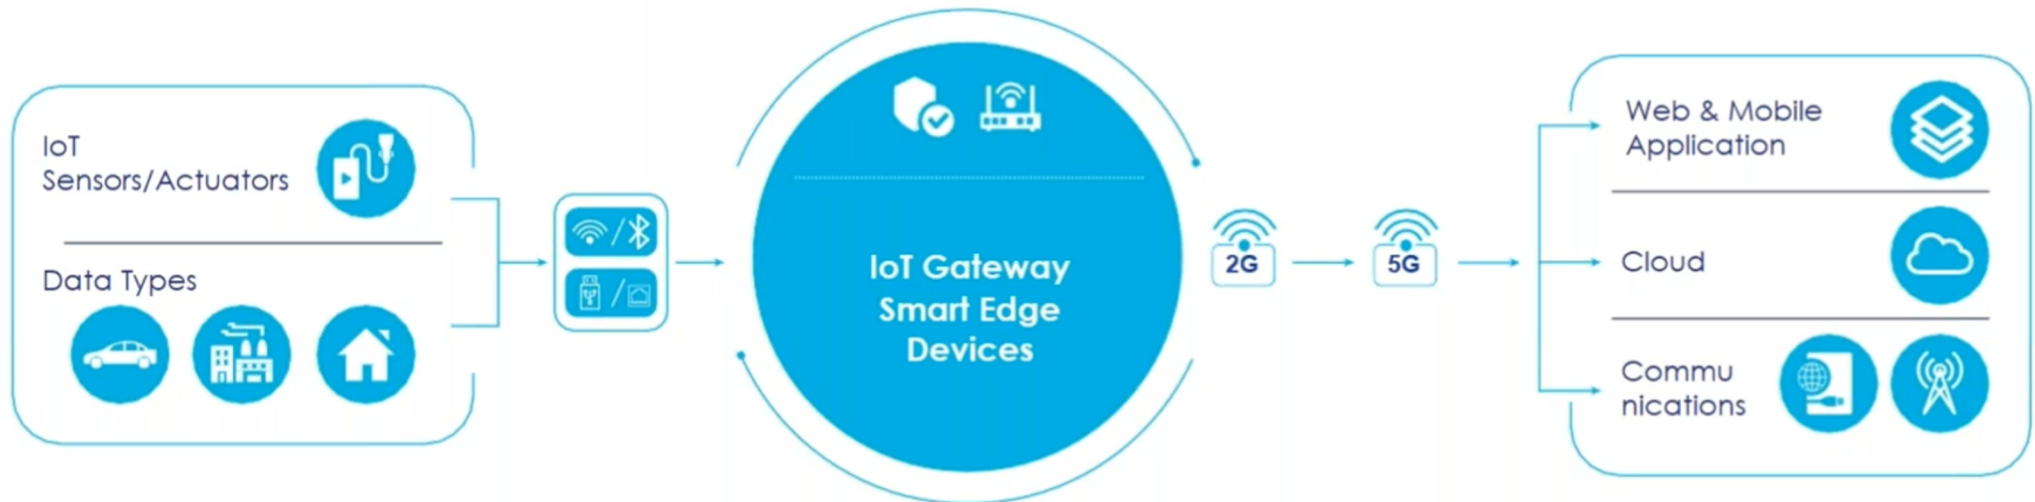 IoT
Sensors/Actuators
Data Types
IoT Gateway
Smart Edge
Devices
2G
5G
Web & Mobile
Application
Cloud
Commu
nications